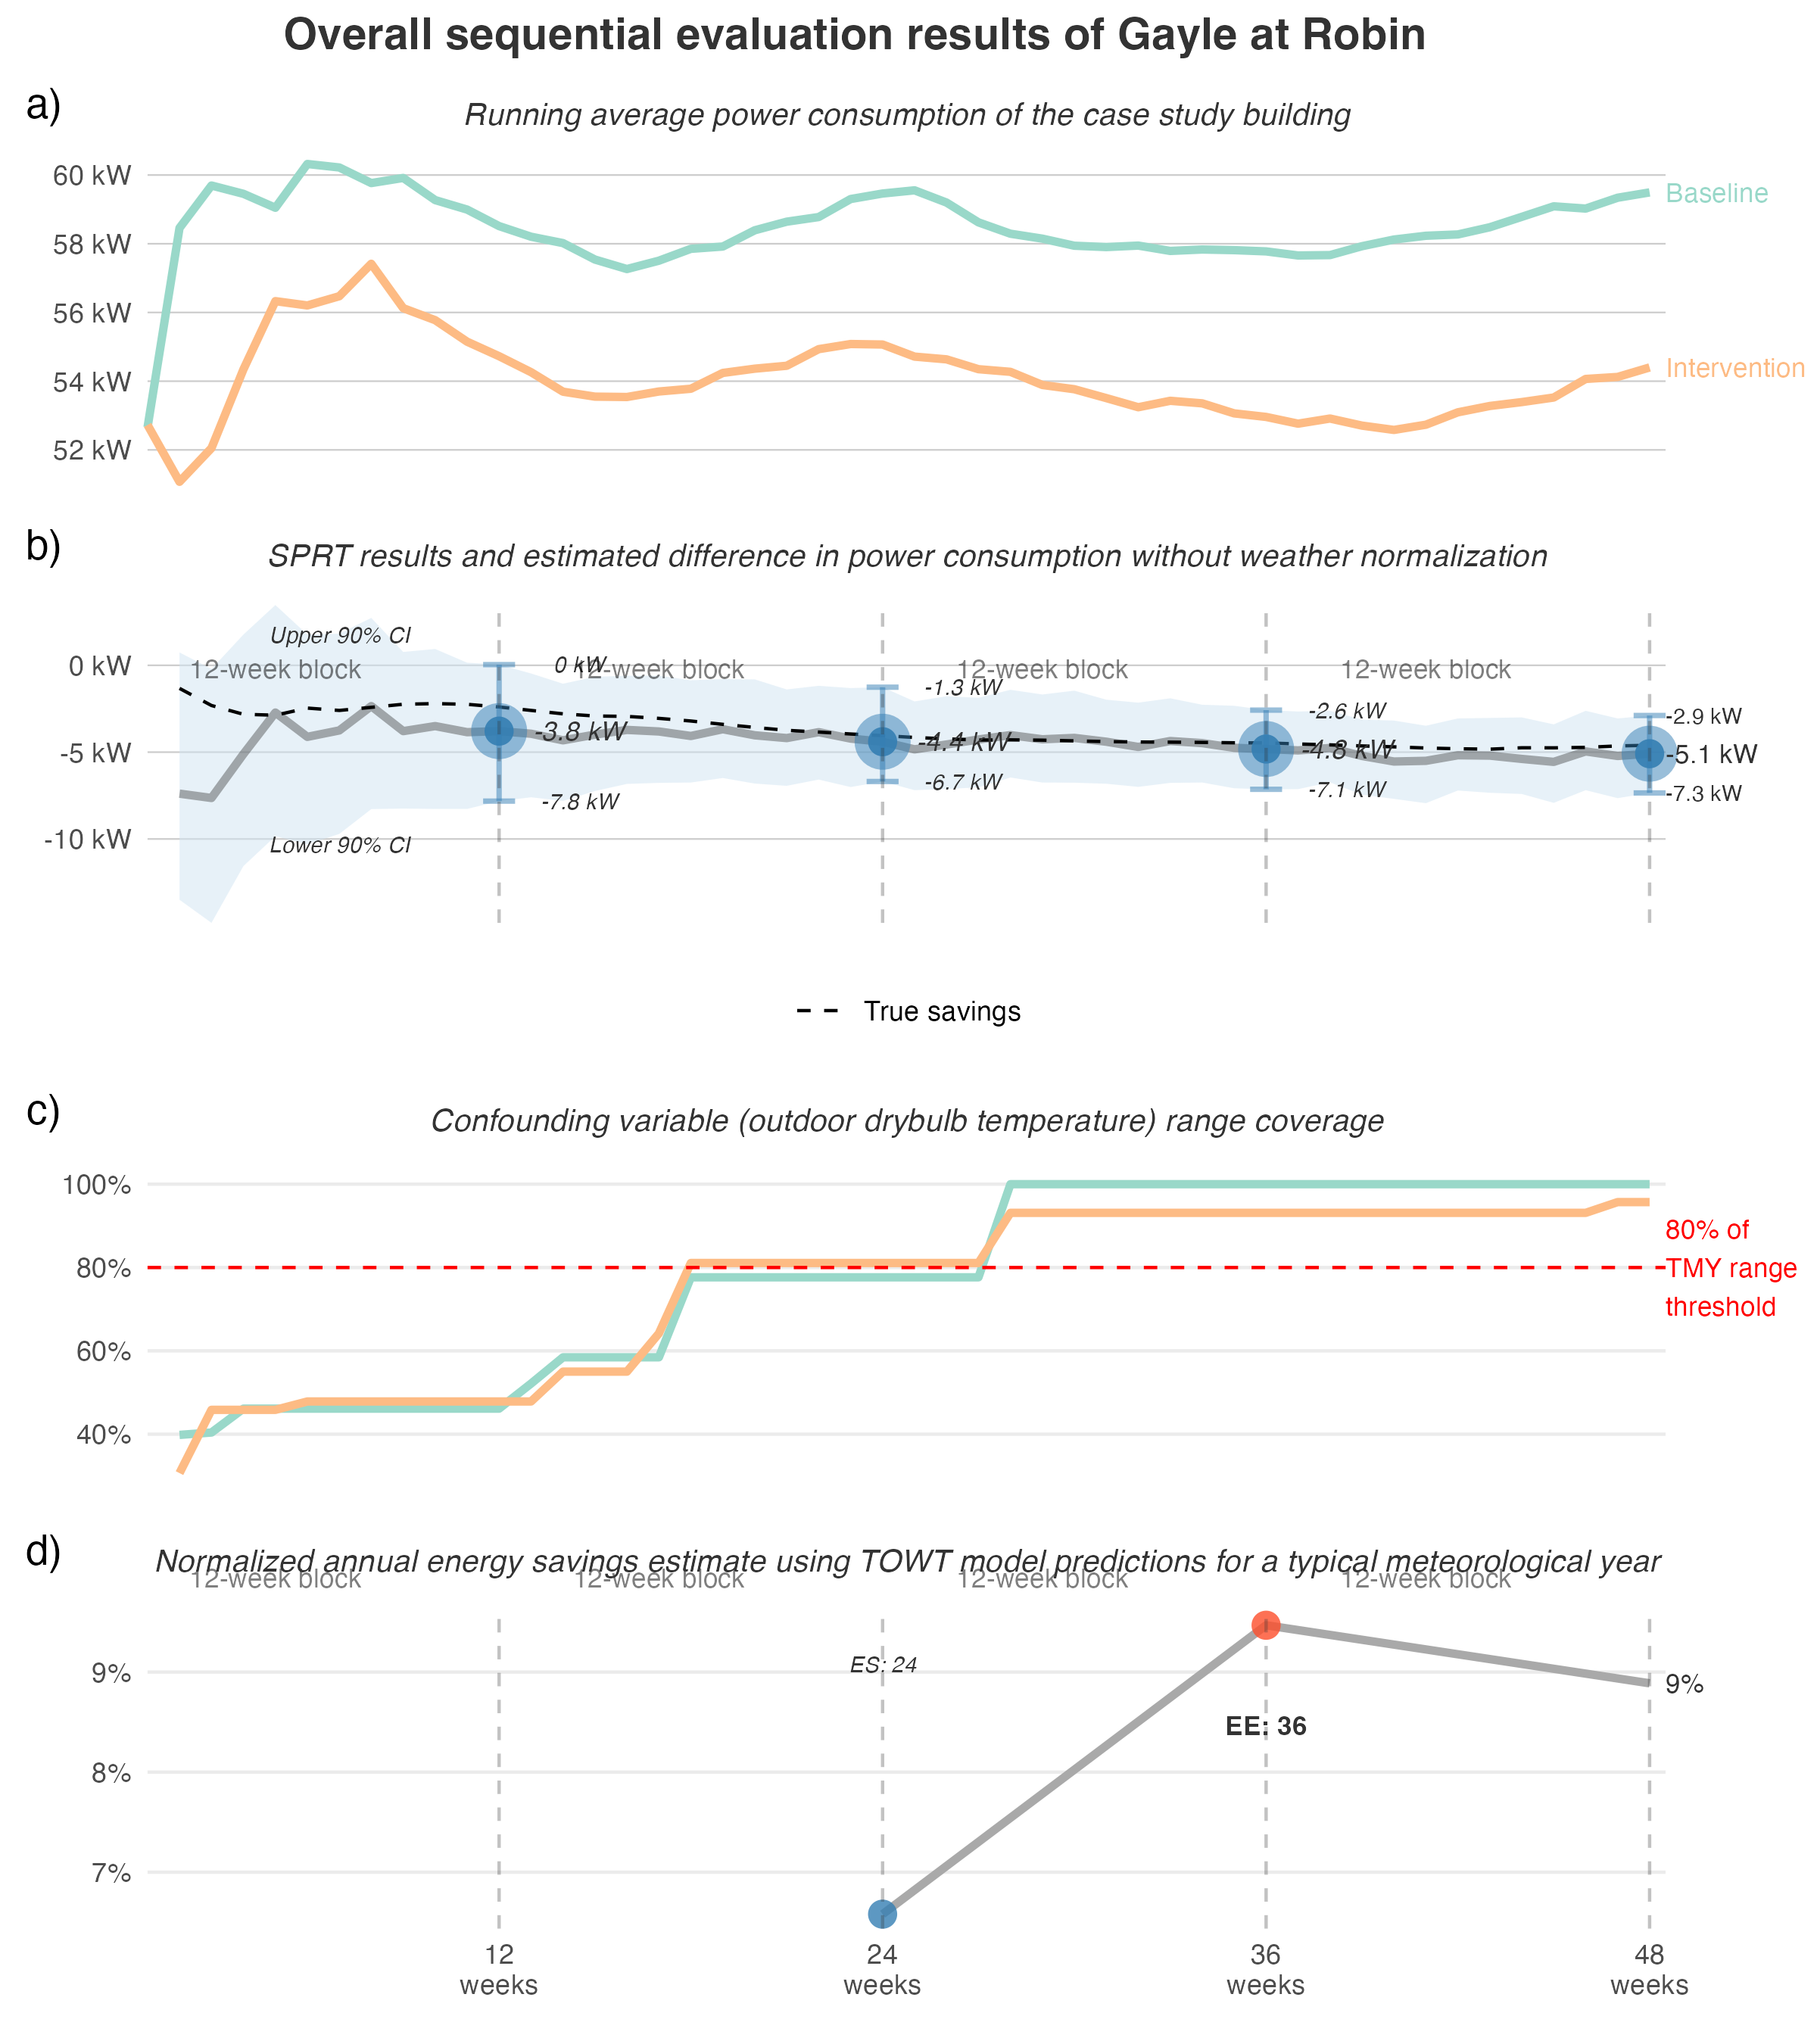 Overall sequential evaluation results of Gayle at Robin
a)
Running average power consumption of the case study building
60 kW
58 kW
56 kW
54 kW
52 kW
Baseline
Intervention
b)
SPRT results and estimated difference in power consumption without weather normalization
Upper 90% CI
0 kW
12-week block
0 kW
12-week block
12-week block
12-week block
-1.3 kW
-2.6 kW
-2.9 kW
-3.8 kW
-4.4 kW
-4.8 kW
-5.1 kW
-5 kW
-7.8 kW
-6.7 kW
-7.1 kW
-7.3 kW
-10 kW
Lower 90% CI
True savings
c)
Confounding variable (outdoor drybulb temperature) range coverage
100%
80%
60%
40%
80% of
TMY range
threshold
d)
Normalized annual energy savings estimate using TOWT model predictions for a typical meteorological year
12-week block
12-week block
12-week block
12-week block
9%
8%
7%
ES: 24
EE: 36
9%
12
weeks
24
weeks
36
weeks
48
weeks